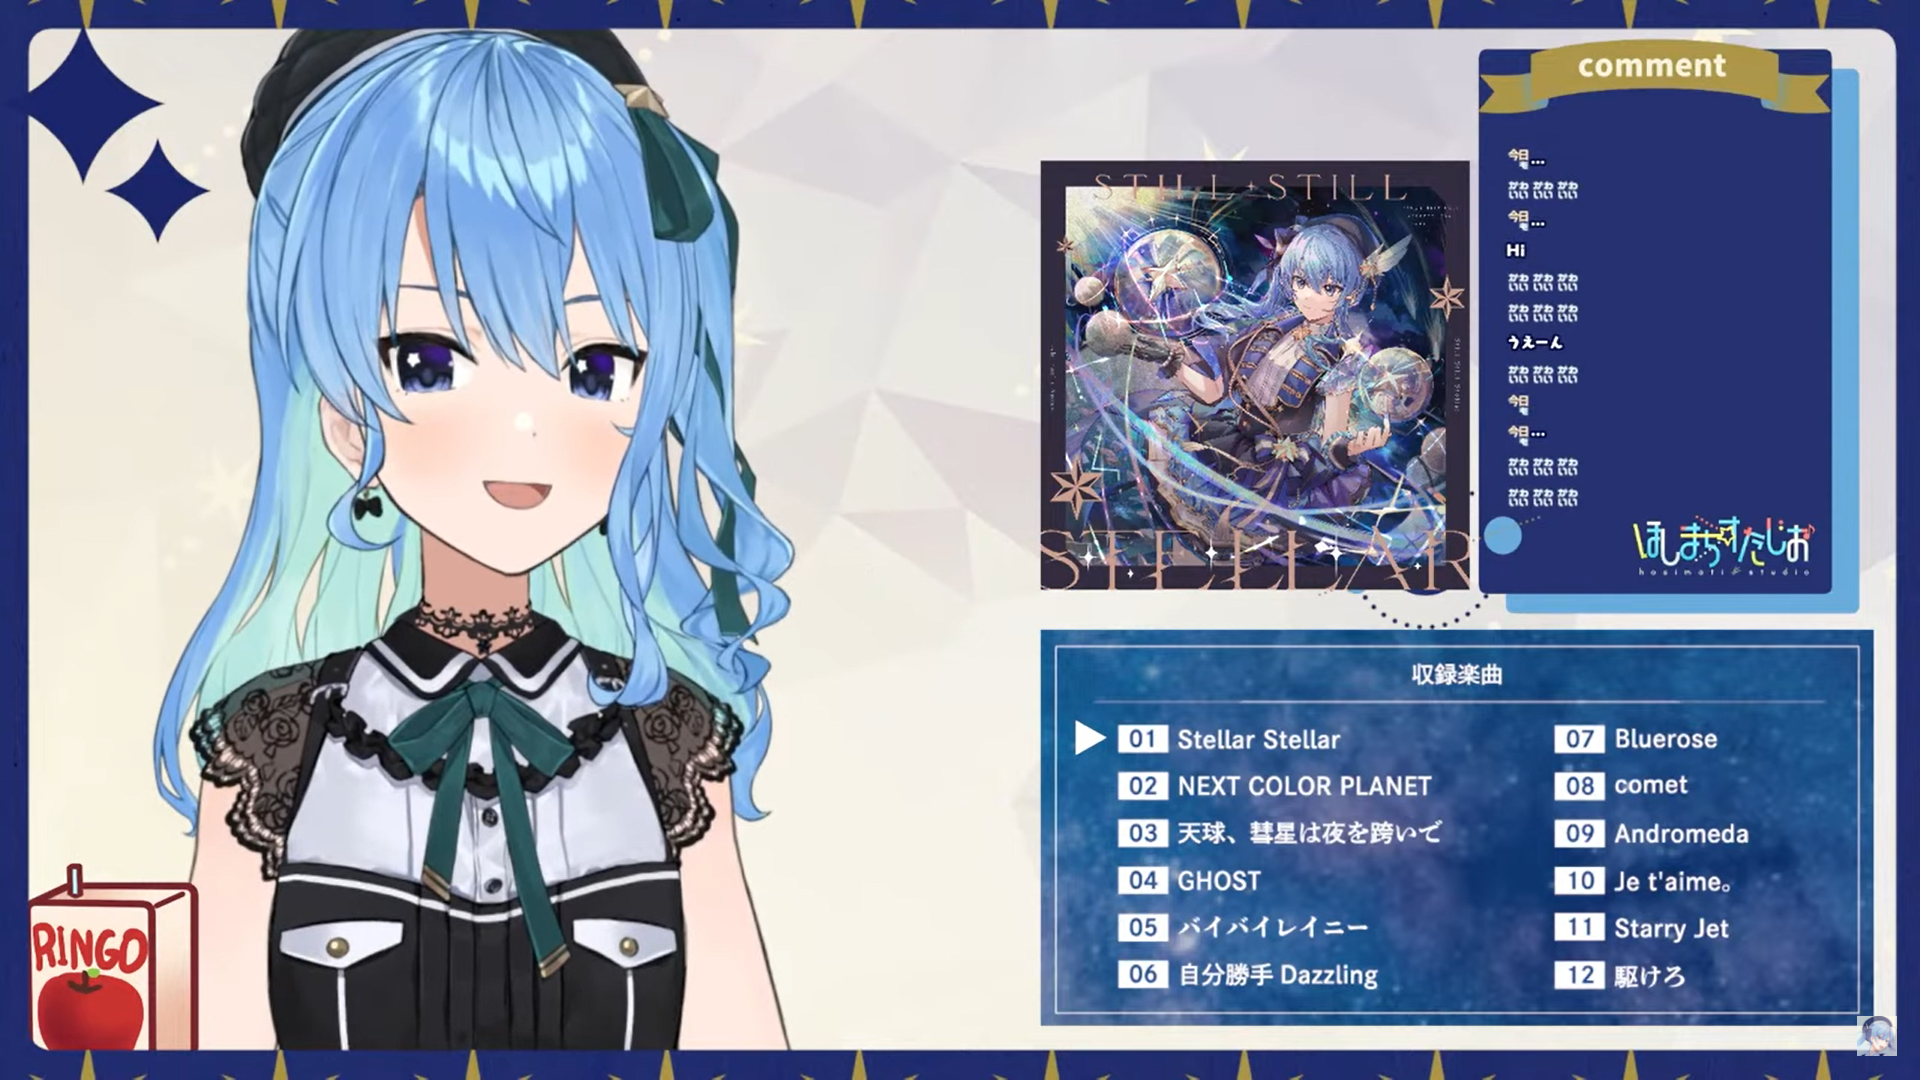 comment
今日…
今日…
Hi
うえーん
今日
今日…
ほしまちすたじお
hosimati studio
STILL STILL
STELLAR
収録楽曲
01 Stellar Stellar
02 NEXT COLOR PLANET
03 天球、彗星は夜を跨いで
04 GHOST
05 バイバイレイニー
06 自分勝手 Dazzling
07 Bluerose
08 comet
09 Andromeda
10 Je t'aime。
11 Starry Jet
12 駆けろ
RINGO